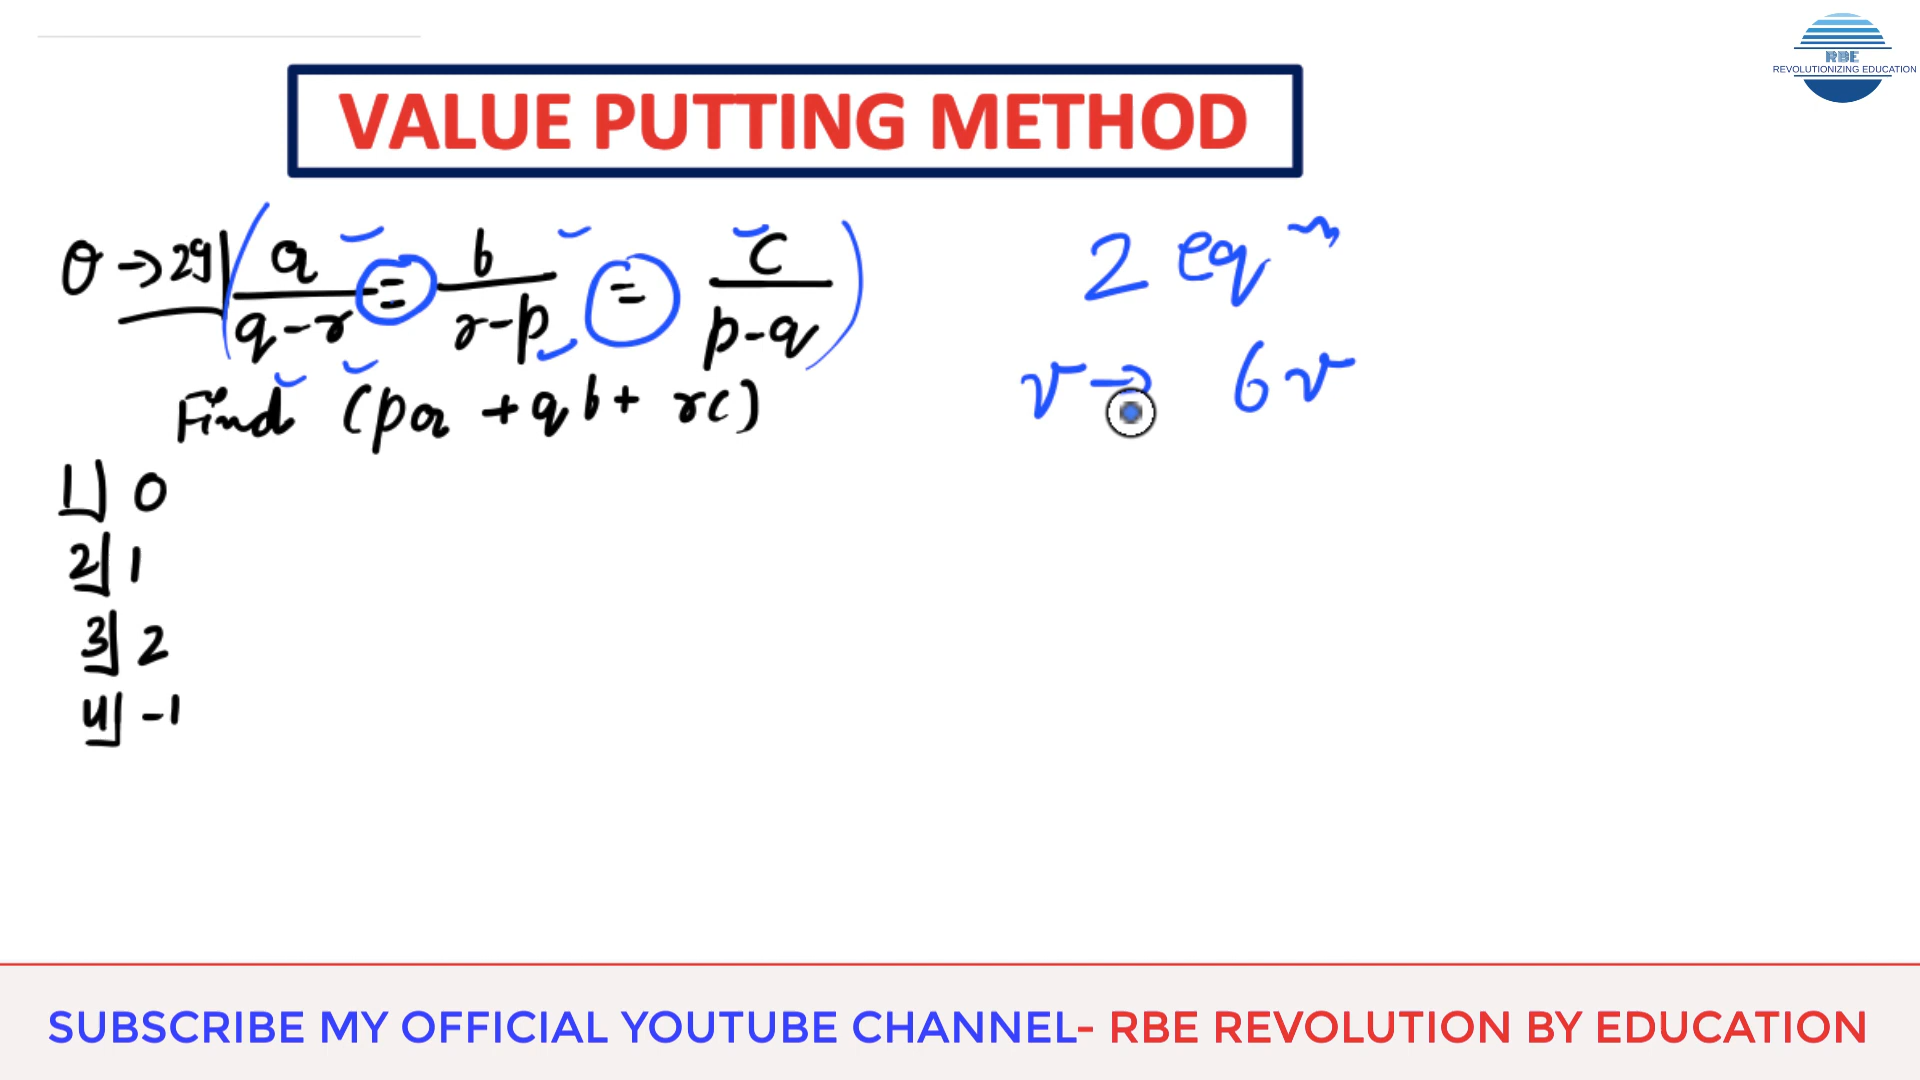 RBE
REVOLUTIONIZING EDUCATION
VALUE PUTTING METHOD
Q → 29| a/(q-r) = b/(r-p) = c/(p-q)
Find (pa + qb + rc)
1) 0
2) 1
3) 2
4) -1
2 eqⁿ
v → 6v
SUBSCRIBE MY OFFICIAL YOUTUBE CHANNEL- RBE REVOLUTION BY EDUCATION